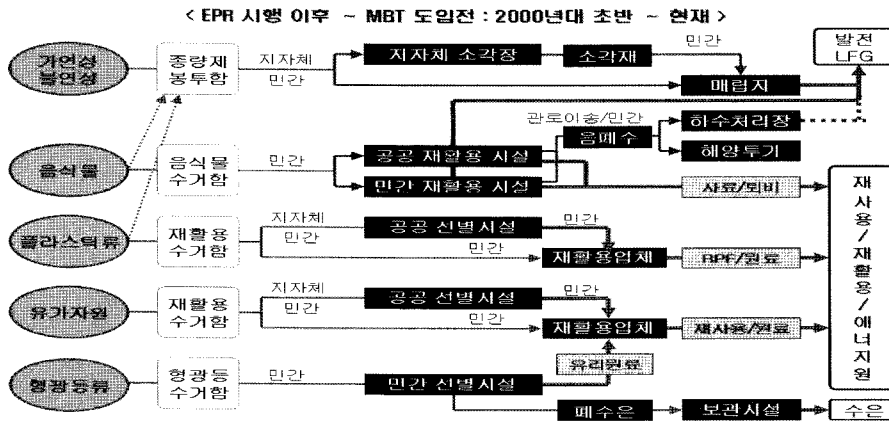 < EPR 시행 이후 ~ MBT 도입전 : 2000년대 초반 ~ 현재 >
가연성
불연성
종량제
봉투함
지자체
민간
지자체 소각장
소각재
민간
매립지
발전
LFG
음식물
음식물
수거함
민간
공공 재활용 시설
민간 재활용 시설
관로이송/민간
음폐수
하수처리장
해양투기
사료/퇴비
플라스틱류
재활용
수거함
지자체
민간
공공 선별시설
민간
재활용업체
RPF/원료
유가자원
재활용
수거함
지자체
민간
공공 선별시설
민간
재활용업체
재사용/원료
유리원료
형광등류
형광등
수거함
민간
민간 선별시설
폐수은
보관시설
수은
재사용/재활용/에너지원